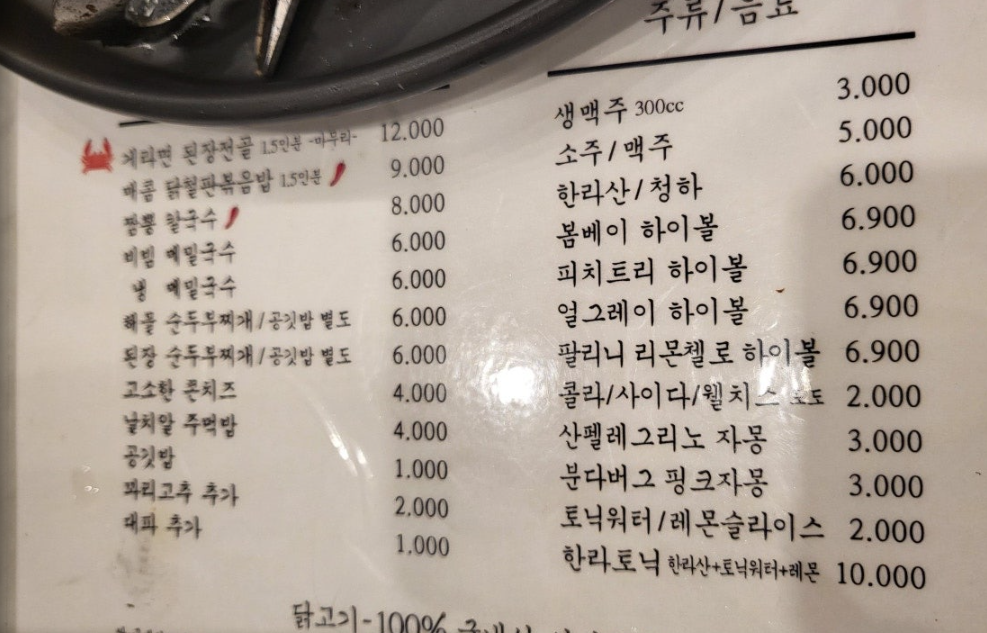 게리면 된장전골 1.5인분 -마무리- 12.000
매콤 닭철판볶음밥 1.5인분 9.000
짬뽕 칼국수 8.000
비빔 메밀국수 6.000
냉 메밀국수 6.000
해물 순두부찌개/공깃밥 별도 6.000
된장 순두부찌개/공깃밥 별도 6.000
고소한 콘치즈 4.000
날치알 주먹밥 4.000
공깃밥 1.000
꽈리고추 추가 2,000
대파 추가 1,000
주류/음료
생맥주 300cc 3.000
소주/맥주 5.000
한라산/청하 6.000
봄베이 하이볼 6.900
피치트리 하이볼 6.900
얼그레이 하이볼 6.900
팔리니 리몬첼로 하이볼 6.900
콜라/사이다/웰치스 2.000
산펠레그리노 자몽 3.000
분다버그 핑크자몽 3.000
토닉워터/레몬슬라이스 2.000
한라토닉 한라산+토닉워터+레몬 10.000
닭고기-100%